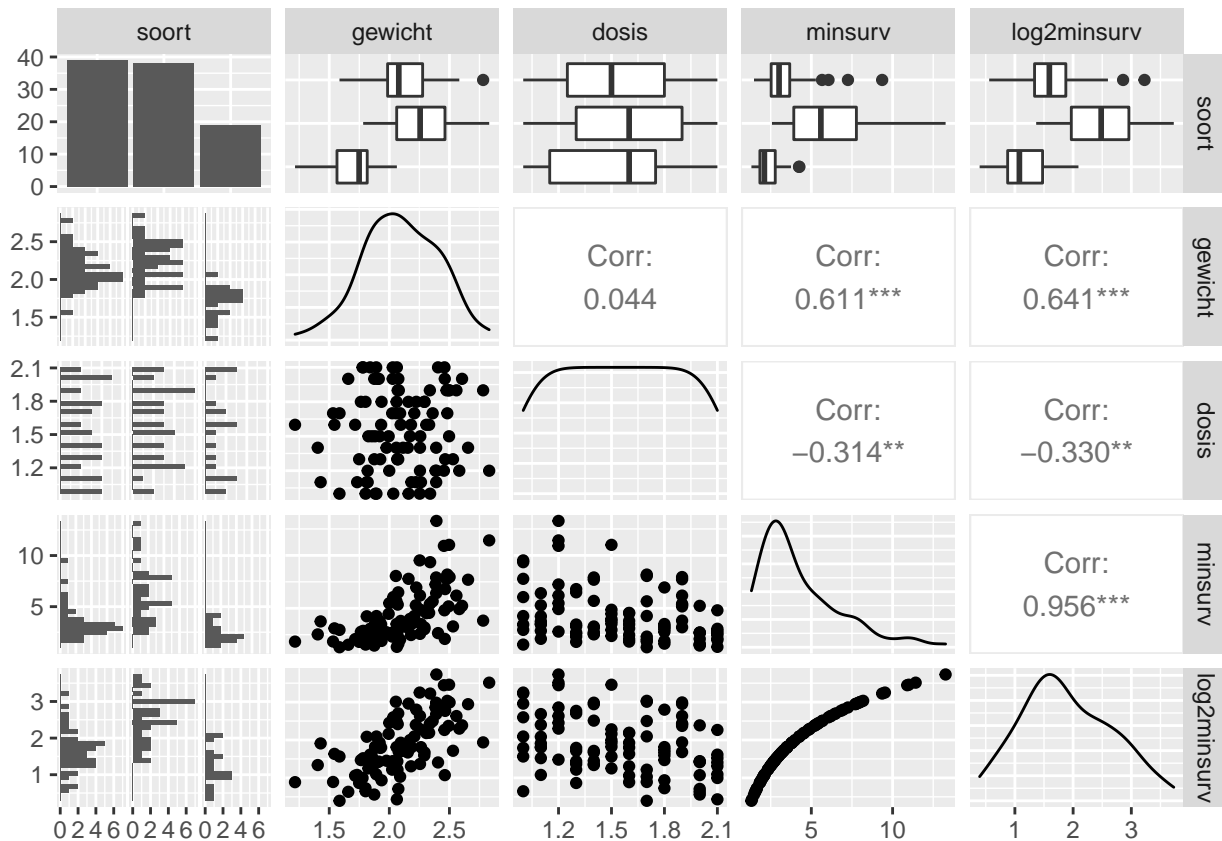 soort gewicht dosis minsurv log2minsurv
40
30
20
10
0
soort
2.5
2.0
1.5
Corr:
0.044
Corr:
0.611***
Corr:
0.641***
gewicht
2.1
1.8
1.5
1.2
Corr:
−0.314**
Corr:
−0.330**
dosis
10
5
Corr:
0.956***
minsurv
3
2
1
log2minsurv
0 2 4 6 0 2 4 6 0 2 4 6 1.5 2.0 2.5 1.2 1.5 1.8 2.1 5 10 1 2 3